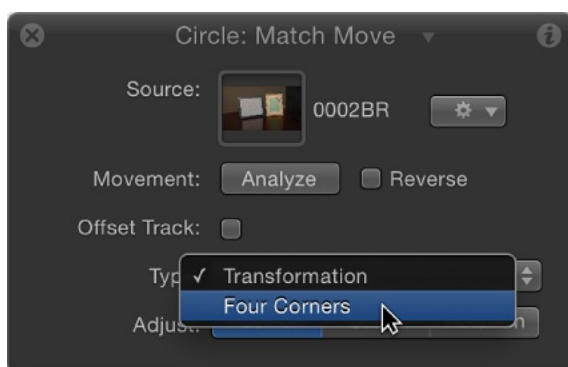 Circle: Match Move
Source:
0002BR
Movement: Analyze Reverse
Offset Track:
Transformation
Four Corners